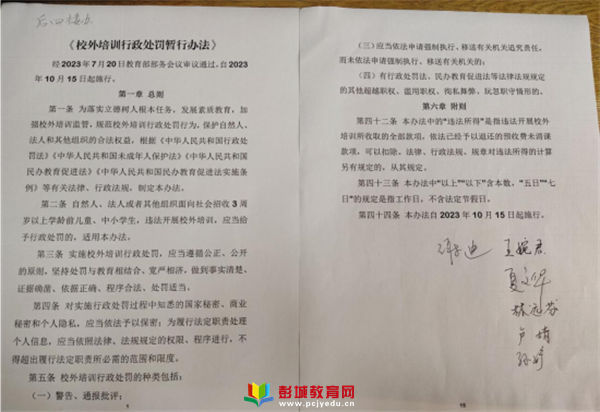 《校外培训行政处罚暂行办法》
经2023年7月20日教育部部务会议审议通过，自2023
年10月15日起施行。
第一章 总则
第一条 为落实立德树人根本任务，发展素质教育，加
强校外培训监管，规范校外培训行政处罚行为，保护自然人、
法人和其他组织的合法权益，根据《中华人民共和国行政处
罚法》《中华人民共和国未成年人保护法》《中华人民共和国
民办教育促进法》《中华人民共和国民办教育促进法实施条
例》等有关法律、行政法规，制定本办法。
第二条 自然人、法人或者其他组织面向社会招收3周
岁以上学龄前儿童、中小学生，违法开展校外培训，应当给
予行政处罚的，适用本办法。
第三条 实施校外培训行政处罚，应当遵循公正、公开
的原则，坚持处罚与教育相结合、宽严相济，做到事实清楚、
证据确凿、依据正确、程序合法、处罚适当。
第四条 对实施行政处罚过程中知悉的国家秘密、商业
秘密和个人隐私，应当依法予以保密；为履行法定职责处理
个人信息，应当依照法律、法规规定的权限、程序进行，不
得超出履行法定职责所必需的范围和限度。
第五条 校外培训行政处罚的种类包括：
（一）警告、通报批评；
1
（三）应当依法申请强制执行、移送有关机关追究责任，
而未依法申请强制执行、移送有关机关的；
（四）有行政处罚法、民办教育促进法等法律法规规定
的其他超越职权、滥用职权、徇私舞弊、玩忽职守情形的。
第六章 附则
第四十二条 本办法中的“违法所得”是指违法开展校外
培训所收取的全部款项，依法已经予以退还的预收费未消课
款项，可以扣除。法律、行政法规、规章对违法所得的计算
另有规定的，从其规定。
第四十三条 本办法中“以上”“以下”含本数，“五日”“七
日”的规定是指工作日，不含法定节假日。
第四十四条 本办法自2023年10月15日起施行。
15
彭城教育网
www.pcjyedu.cn